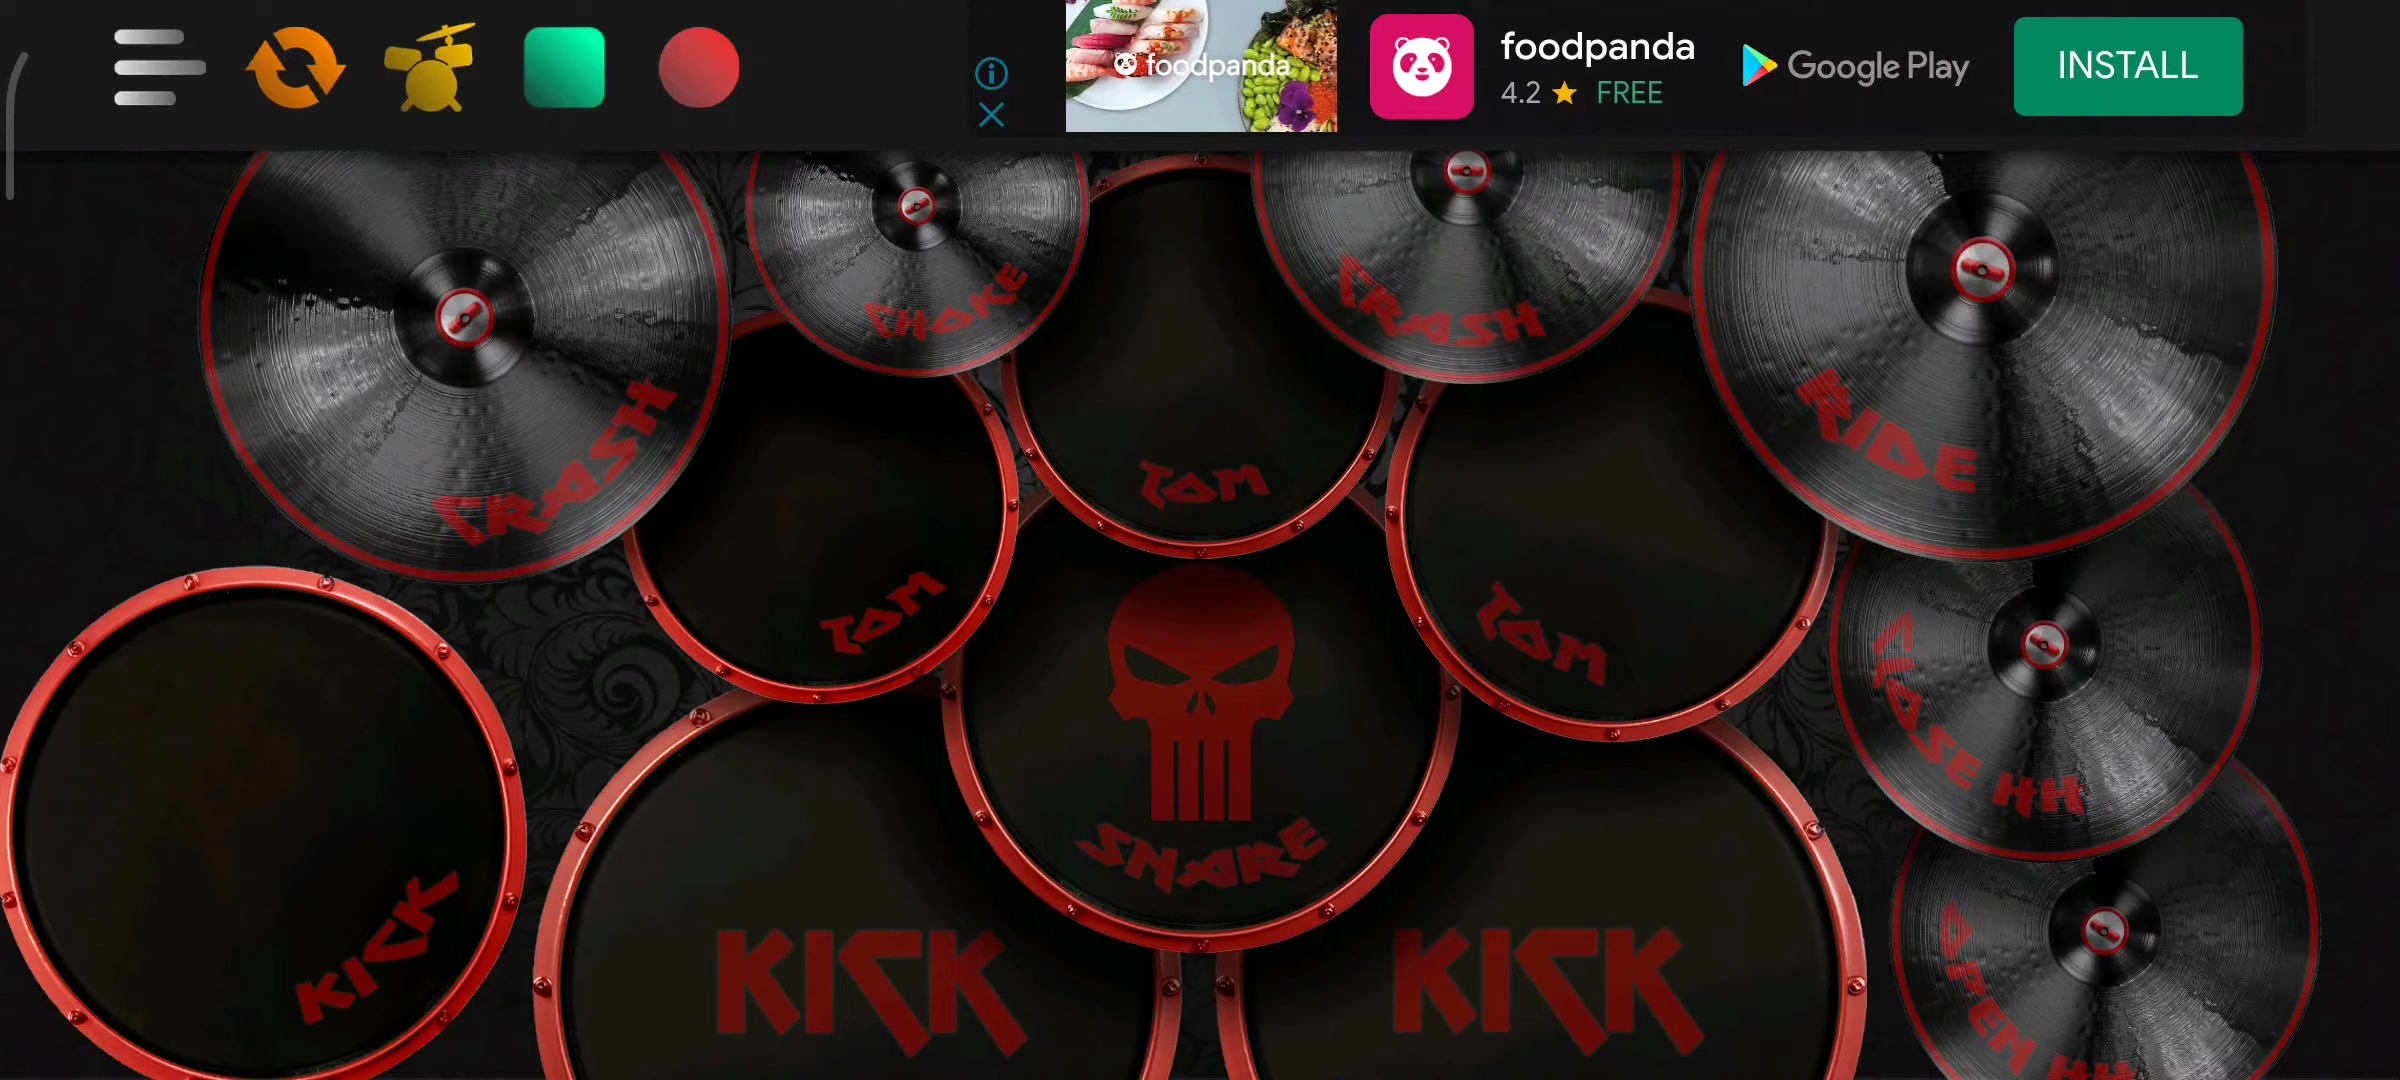 foodpanda
foodpanda
4.2 ★ FREE
Google Play
INSTALL
CRASH
CHOKE
CRASH
RIDE
TOM
TOM
TOM
CLOSE HH
SNARE
KICK
KICK
KICK
OPEN HH